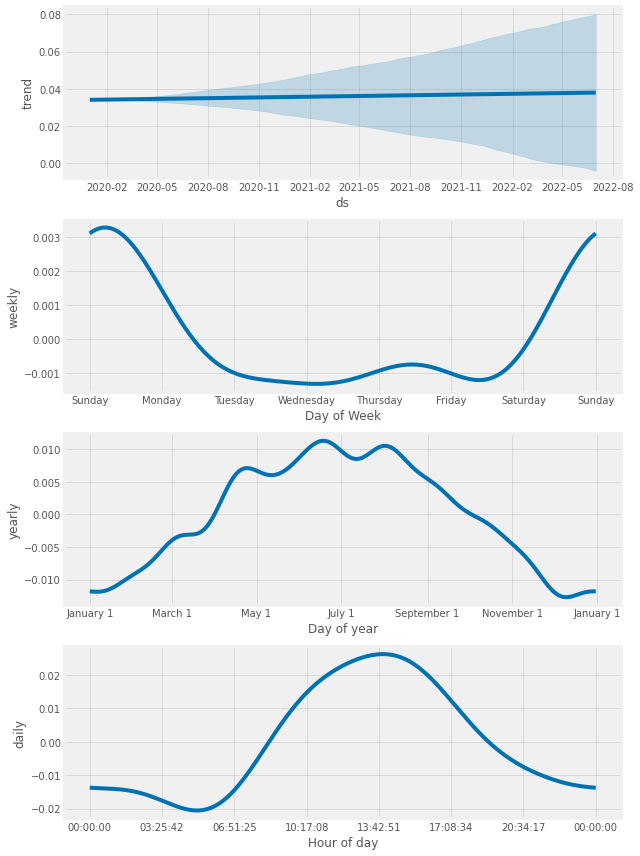 0.08
0.06
0.04
0.02
0.00
trend
2020-02 2020-05 2020-08 2020-11 2021-02 2021-05 2021-08 2021-11 2022-02 2022-05 2022-08
ds
0.003
0.002
0.001
0.000
−0.001
weekly
Sunday Monday Tuesday Wednesday Thursday Friday Saturday Sunday
Day of Week
0.010
0.005
0.000
−0.005
−0.010
yearly
January 1 March 1 May 1 July 1 September 1 November 1 January 1
Day of year
0.02
0.01
0.00
−0.01
−0.02
daily
00:00:00 03:25:42 06:51:25 10:17:08 13:42:51 17:08:34 20:34:17 00:00:00
Hour of day